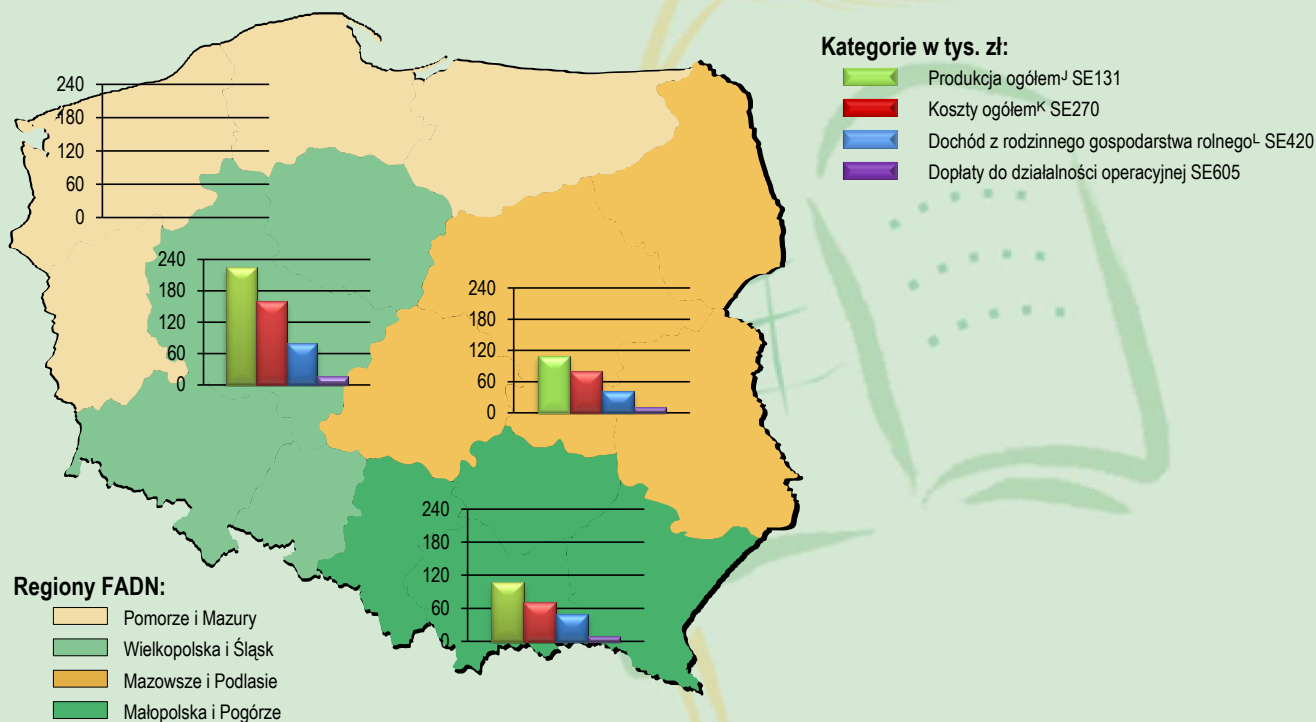 Kategorie w tys. zł:
Produkcja ogółemᴶ SE131
Koszty ogółemᴷ SE270
Dochód z rodzinnego gospodarstwa rolnegoᴸ SE420
Dopłaty do działalności operacyjnej SE605
240
180
120
60
0
240
180
120
60
0
240
180
120
60
0
240
180
120
60
0
Regiony FADN:
Pomorze i Mazury
Wielkopolska i Śląsk
Mazowsze i Podlasie
Małopolska i Pogórze